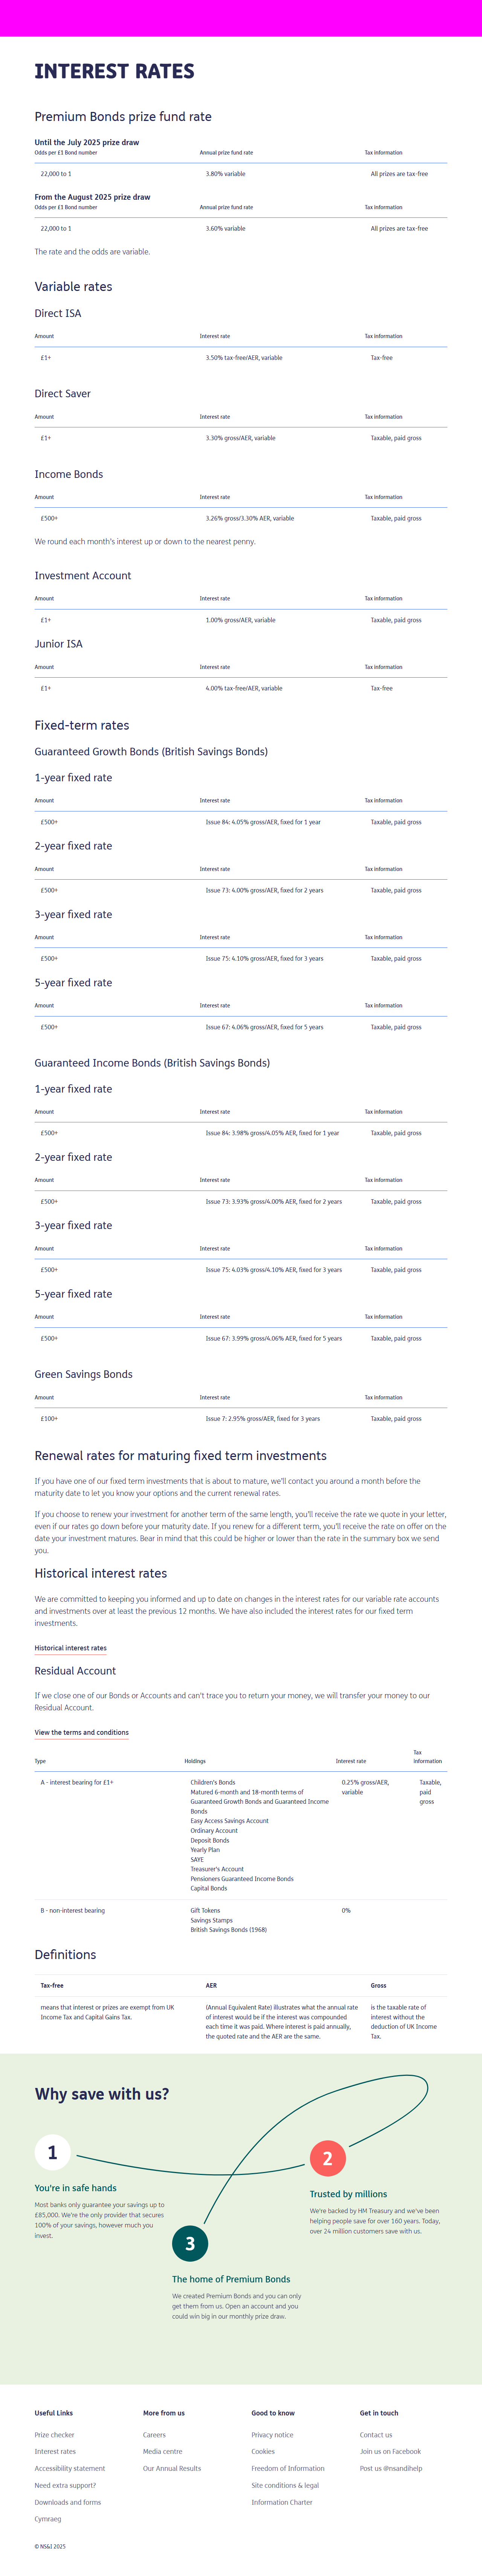 INTEREST RATES
Premium Bonds prize fund rate
Until the July 2025 prize draw
Odds per £1 Bond number Annual prize fund rate Tax information
22,000 to 1 3.80% variable All prizes are tax-free
From the August 2025 prize draw
Odds per £1 Bond number Annual prize fund rate Tax information
22,000 to 1 3.60% variable All prizes are tax-free
The rate and the odds are variable.
Variable rates
Direct ISA
Amount Interest rate Tax information
£1+ 3.50% tax-free/AER, variable Tax-free
Direct Saver
Amount Interest rate Tax information
£1+ 3.30% gross/AER, variable Taxable, paid gross
Income Bonds
Amount Interest rate Tax information
£500+ 3.26% gross/3.30% AER, variable Taxable, paid gross
We round each month's interest up or down to the nearest penny.
Investment Account
Amount Interest rate Tax information
£1+ 1.00% gross/AER, variable Taxable, paid gross
Junior ISA
Amount Interest rate Tax information
£1+ 4.00% tax-free/AER, variable Tax-free
Fixed-term rates
Guaranteed Growth Bonds (British Savings Bonds)
1-year fixed rate
Amount Interest rate Tax information
£500+ Issue 84: 4.05% gross/AER, fixed for 1 year Taxable, paid gross
2-year fixed rate
Amount Interest rate Tax information
£500+ Issue 73: 4.00% gross/AER, fixed for 2 years Taxable, paid gross
3-year fixed rate
Amount Interest rate Tax information
£500+ Issue 75: 4.10% gross/AER, fixed for 3 years Taxable, paid gross
5-year fixed rate
Amount Interest rate Tax information
£500+ Issue 67: 4.06% gross/AER, fixed for 5 years Taxable, paid gross
Guaranteed Income Bonds (British Savings Bonds)
1-year fixed rate
Amount Interest rate Tax information
£500+ Issue 84: 3.98% gross/4.05% AER, fixed for 1 year Taxable, paid gross
2-year fixed rate
Amount Interest rate Tax information
£500+ Issue 73: 3.93% gross/4.00% AER, fixed for 2 years Taxable, paid gross
3-year fixed rate
Amount Interest rate Tax information
£500+ Issue 75: 4.03% gross/4.10% AER, fixed for 3 years Taxable, paid gross
5-year fixed rate
Amount Interest rate Tax information
£500+ Issue 67: 3.99% gross/4.06% AER, fixed for 5 years Taxable, paid gross
Green Savings Bonds
Amount Interest rate Tax information
£100+ Issue 7: 2.95% gross/AER, fixed for 3 years Taxable, paid gross
Renewal rates for maturing fixed term investments
If you have one of our fixed term investments that is about to mature, we'll contact you around a month before the
maturity date to let you know your options and the current renewal rates.
If you choose to renew your investment for another term of the same length, you'll receive the rate we quote in your letter,
even if our rates go down before your maturity date. If you renew for a different term, you'll receive the rate on offer on the
date your investment matures. Bear in mind that this could be higher or lower than the rate in the summary box we send
you.
Historical interest rates
We are committed to keeping you informed and up to date on changes in the interest rates for our variable rate accounts
and investments over at least the previous 12 months. We have also included the interest rates for our fixed term
investments.
Historical interest rates
Residual Account
If we close one of our Bonds or Accounts and can't trace you to return your money, we will transfer your money to our
Residual Account.
View the terms and conditions
Type Holdings Interest rate Tax
information
A - interest bearing for £1+ Children's Bonds 0.25% gross/AER, Taxable,
Matured 6-month and 18-month terms of variable paid
Guaranteed Growth Bonds and Guaranteed Income gross
Bonds
Easy Access Savings Account
Ordinary Account
Deposit Bonds
Yearly Plan
SAYE
Treasurer's Account
Pensioners Guaranteed Income Bonds
Capital Bonds
B - non-interest bearing Gift Tokens 0%
Savings Stamps
British Savings Bonds (1968)
Definitions
Tax-free AER Gross
means that interest or prizes are exempt from UK (Annual Equivalent Rate) illustrates what the annual rate is the taxable rate of
Income Tax and Capital Gains Tax. of interest would be if the interest was compounded interest without the
each time it was paid. Where interest is paid annually, deduction of UK Income
the quoted rate and the AER are the same. Tax.
Why save with us?
1
You're in safe hands
Most banks only guarantee your savings up to
£85,000. We're the only provider that secures
100% of your savings, however much you
invest.
2
Trusted by millions
We're backed by HM Treasury and we've been
helping people save for over 160 years. Today,
over 24 million customers save with us.
3
The home of Premium Bonds
We created Premium Bonds and you can only
get them from us. Open an account and you
could win big in our monthly prize draw.
Useful Links More from us Good to know Get in touch
Prize checker Careers Privacy notice Contact us
Interest rates Media centre Cookies Join us on Facebook
Accessibility statement Our Annual Results Freedom of Information Post us @nsandihelp
Need extra support? Site conditions & legal
Downloads and forms Information Charter
Cymraeg
© NS&I 2025